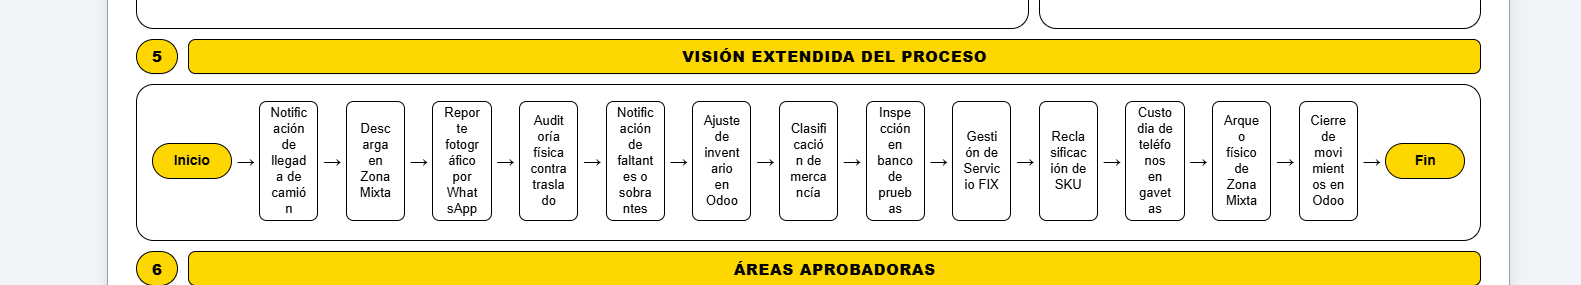 5
VISIÓN EXTENDIDA DEL PROCESO
Inicio
→
Notific
ación
de
llegad
a de
camió
n
→
Desc
arga
en
Zona
Mixta
→
Repor
te
fotogr
áfico
por
What
sApp
→
Audit
oría
física
contra
trasla
do
→
Notific
ación
de
faltant
es o
sobra
ntes
→
Ajuste
de
invent
ario
en
Odoo
→
Clasifi
cació
n de
merca
ncía
→
Inspe
cción
en
banco
de
prueb
as
→
Gesti
ón de
Servic
io FIX
→
Recla
sificac
ión de
SKU
→
Custo
dia de
teléfo
nos
en
gavet
as
→
Arque
o
físico
de
Zona
Mixta
→
Cierre
de
movi
mient
os en
Odoo
→
Fin
6
ÁREAS APROBADORAS